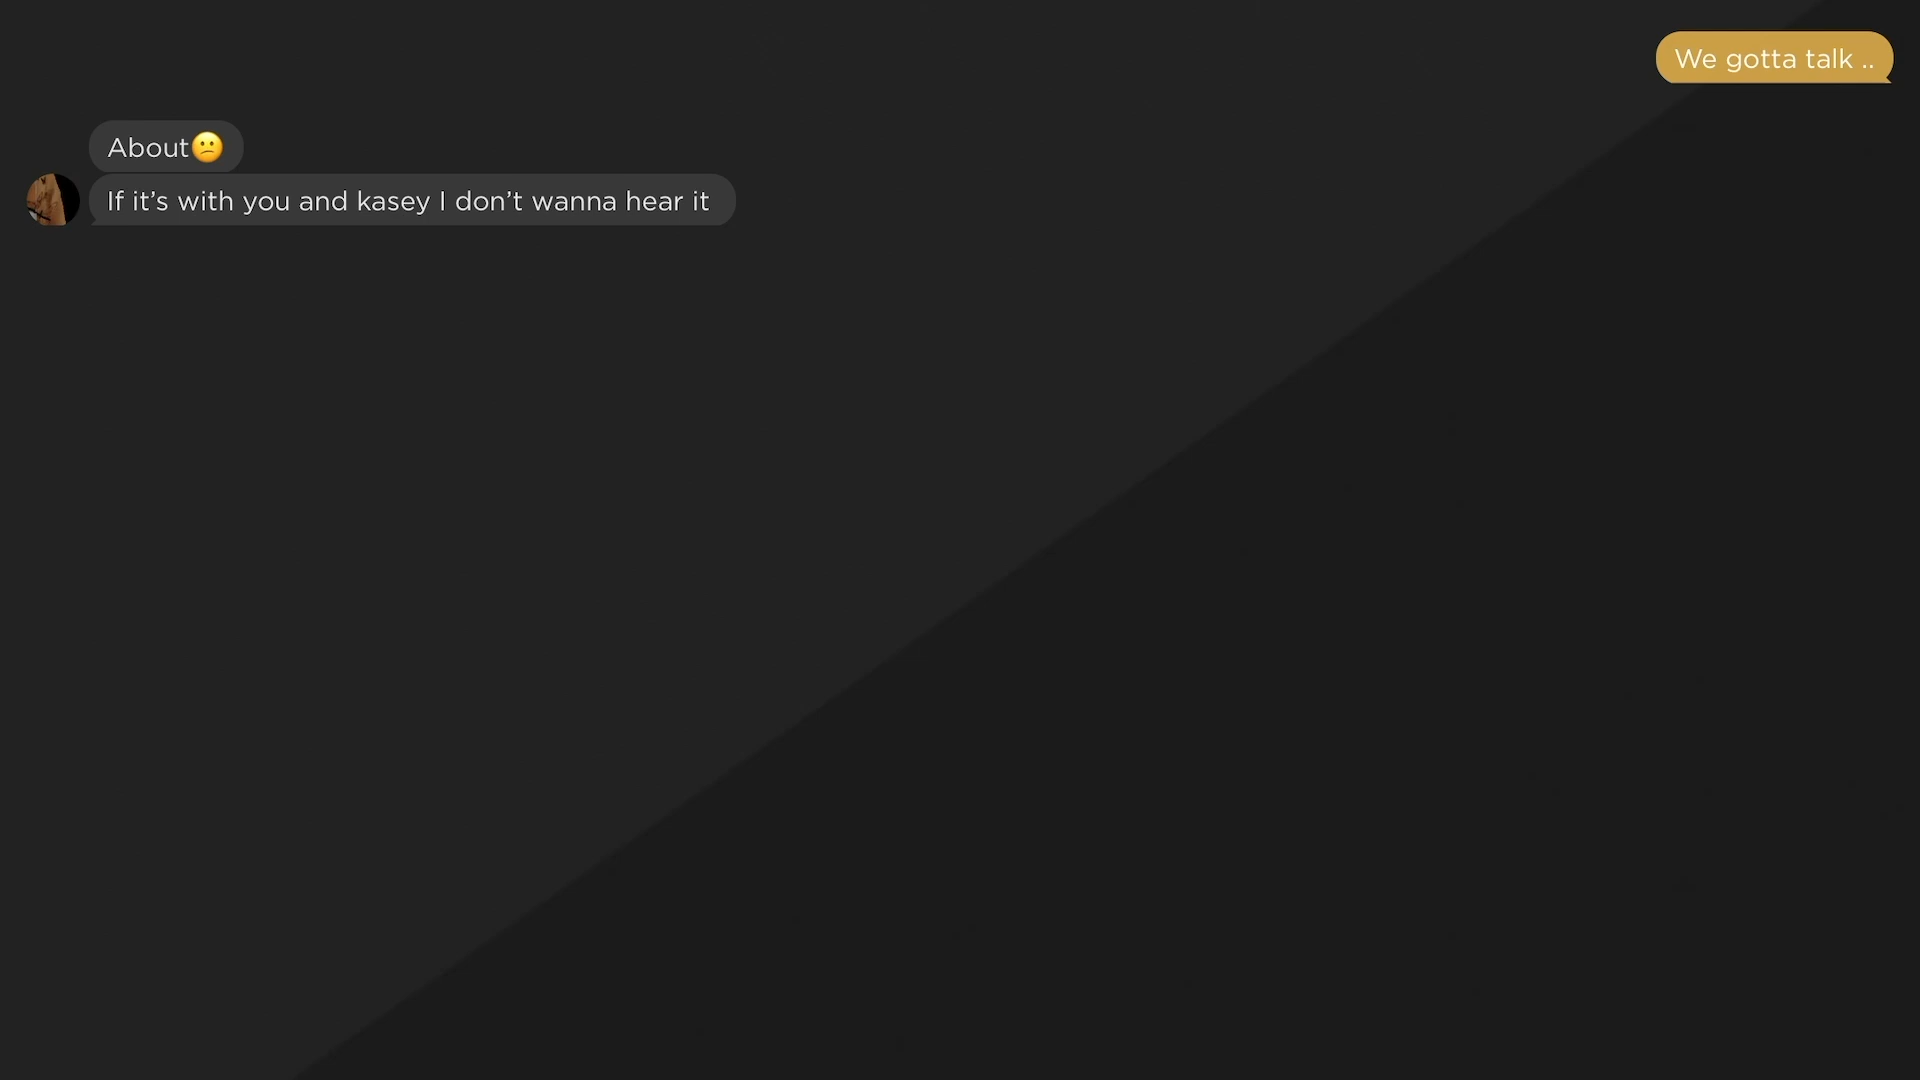 We gotta talk ..
About😕
If it’s with you and kasey I don’t wanna hear it